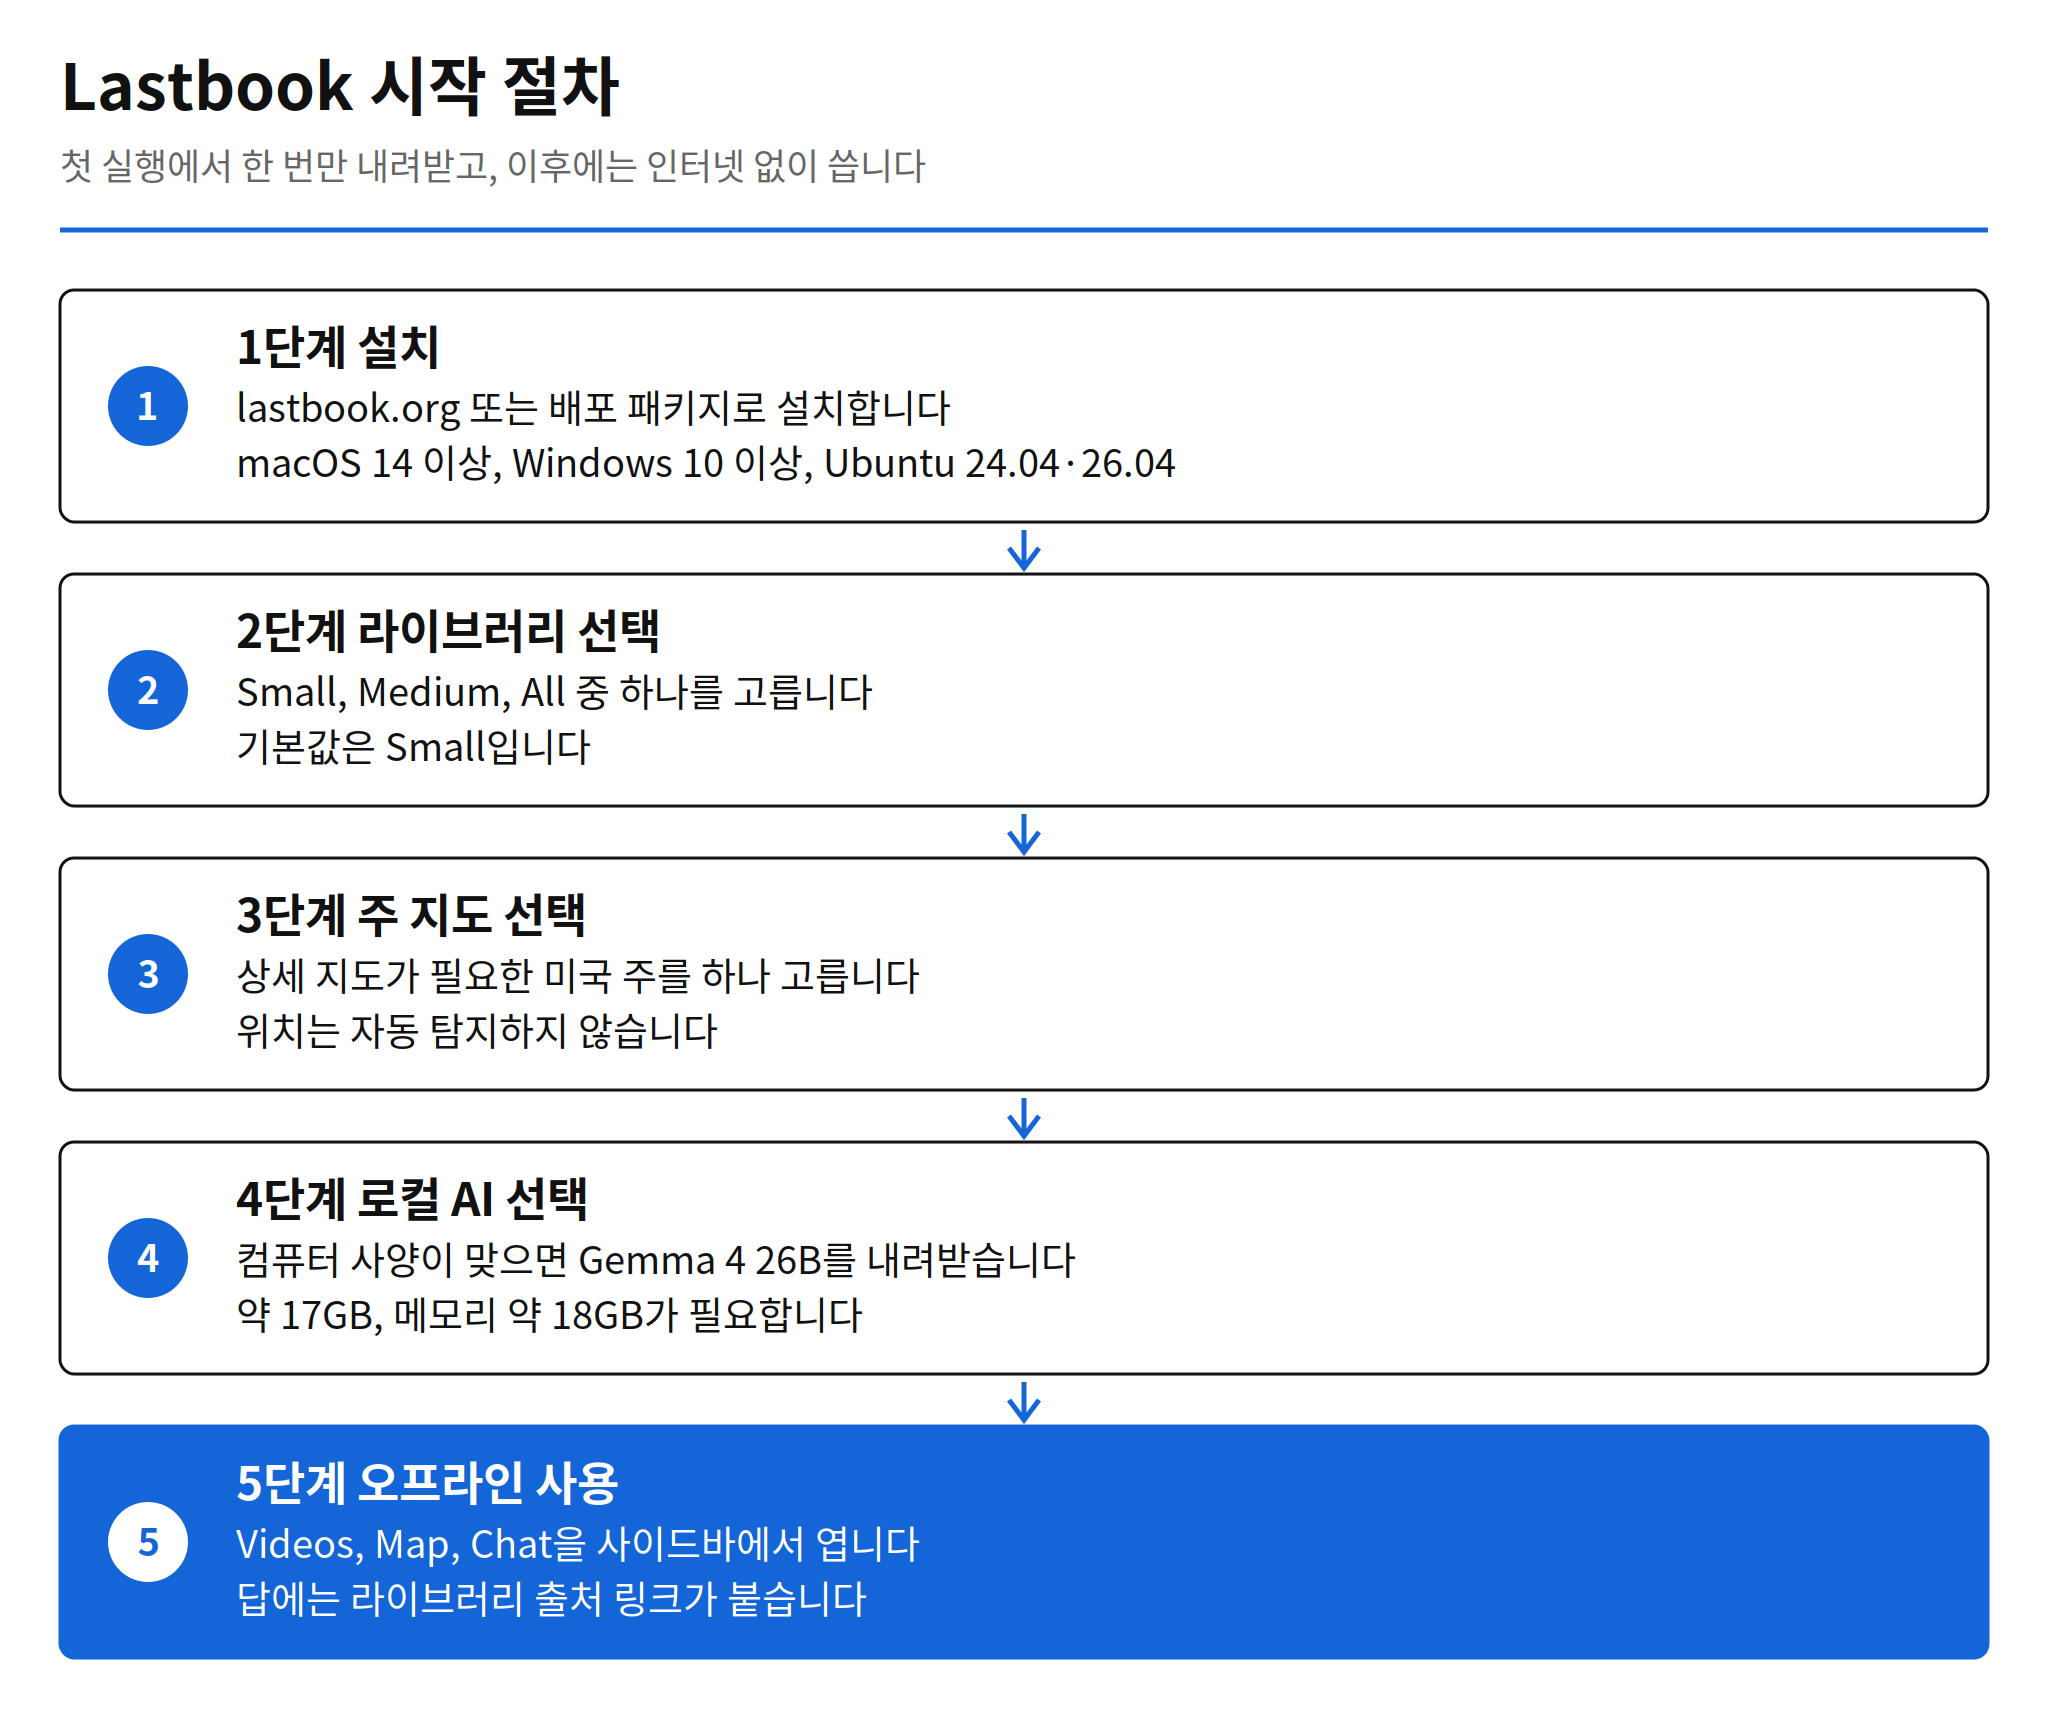 Lastbook 시작 절차
첫 실행에서 한 번만 내려받고, 이후에는 인터넷 없이 씁니다
1단계 설치
1
lastbook.org 또는 배포 패키지로 설치합니다
macOS 14 이상, Windows 10 이상, Ubuntu 24.04·26.04
2단계 라이브러리 선택
2
Small, Medium, All 중 하나를 고릅니다
기본값은 Small입니다
3단계 주 지도 선택
3
상세 지도가 필요한 미국 주를 하나 고릅니다
위치는 자동 탐지하지 않습니다
4단계 로컬 AI 선택
4
컴퓨터 사양이 맞으면 Gemma 4 26B를 내려받습니다
약 17GB, 메모리 약 18GB가 필요합니다
5단계 오프라인 사용
5
Videos, Map, Chat을 사이드바에서 엽니다
답에는 라이브러리 출처 링크가 붙습니다